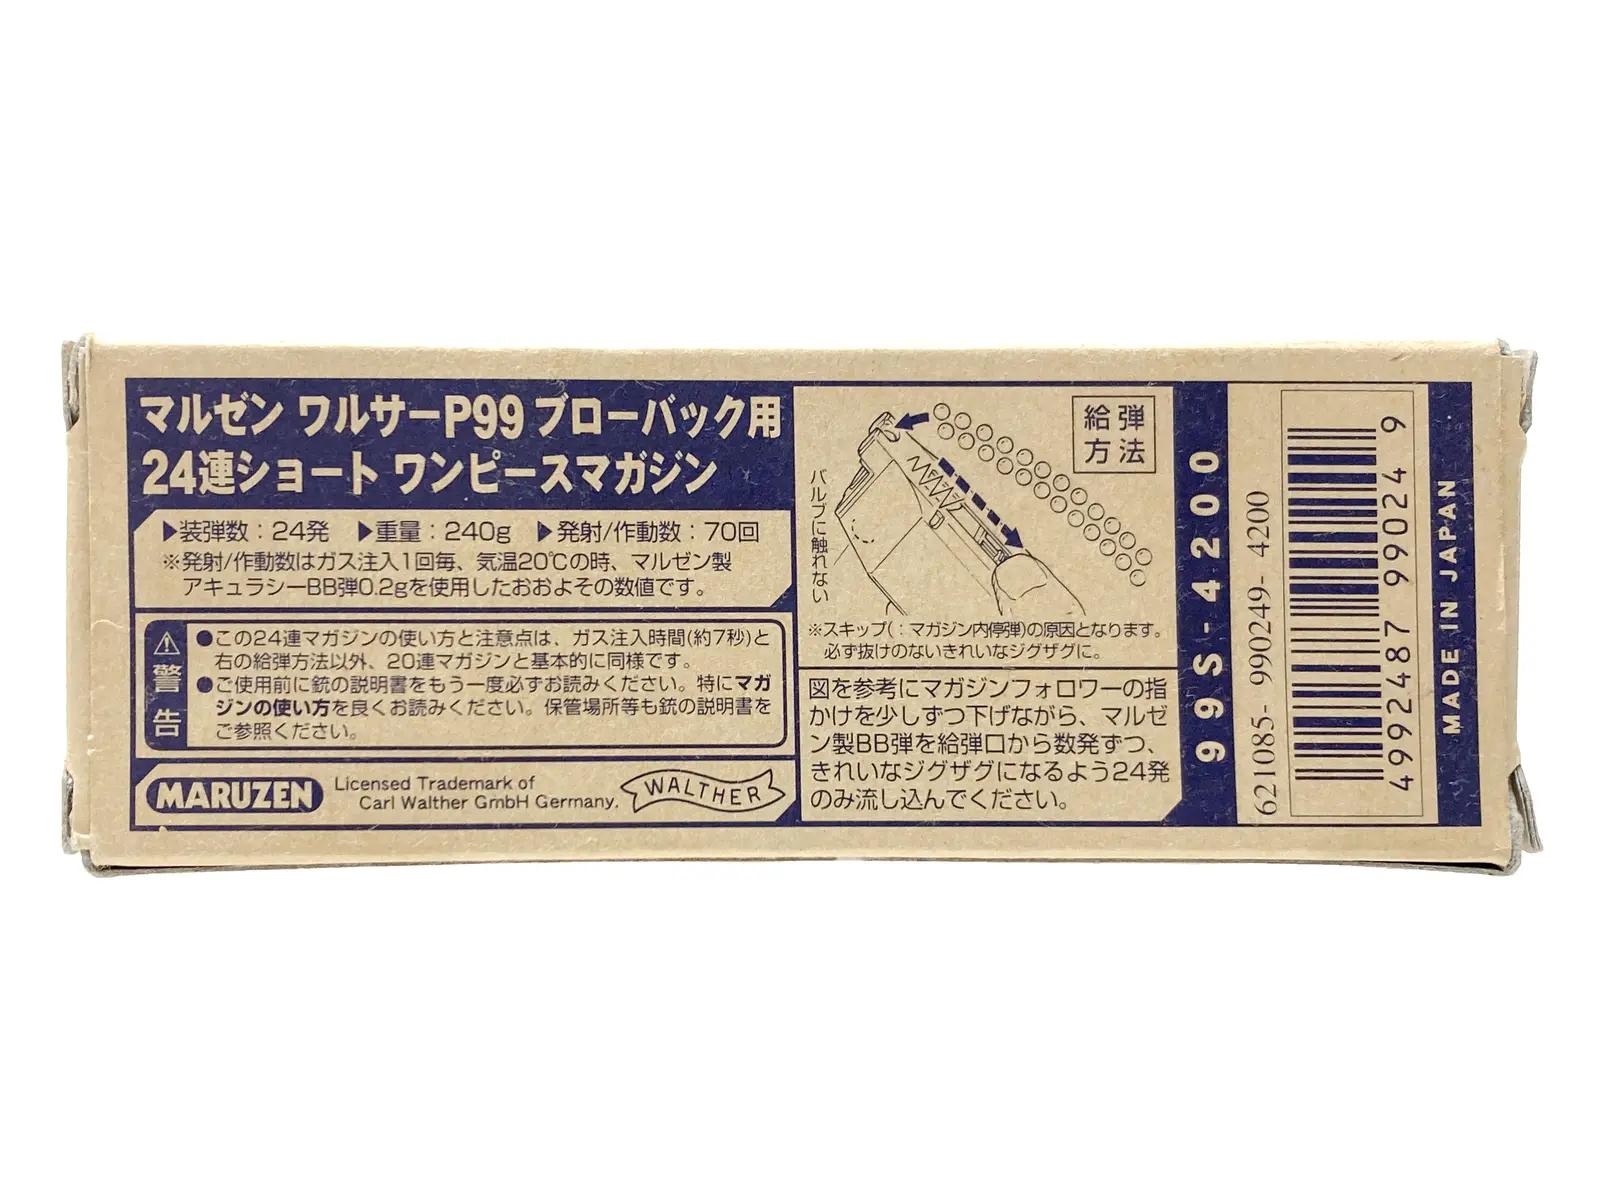 マルゼン ワルサーP99 ブローバック用
24連ショート ワンピースマガジン
▶装弾数：24発 ▶重量：240g ▶発射/作動数：70回
※発射/作動数はガス注入1回毎、気温20℃の時、マルゼン製
アキュラシーBB弾0.2gを使用したおおよその数値です。
警告
●この24連マガジンの使い方と注意点は、ガス注入時間(約7秒)と
右の給弾方法以外、20連マガジンと基本的に同様です。
●ご使用前に銃の説明書をもう一度必ずお読みください。特にマガ
ジンの使い方を良くお読みください。保管場所等も銃の説明書を
ご参照ください。
MARUZEN
Licensed Trademark of
Carl Walther GmbH Germany.
WALTHER
給弾
方法
バルブに触れない
※スキップ(：マガジン内停弾)の原因となります。
必ず抜けのないきれいなジグザグに。
図を参考にマガジンフォロワーの指
かけを少しずつ下げながら、マルゼ
ン製BB弾を給弾口から数発ずつ、
きれいなジグザグになるよう24発
のみ流し込んでください。
99S-4200
621085- 990249- 4200
4992487 990249
MADE IN JAPAN